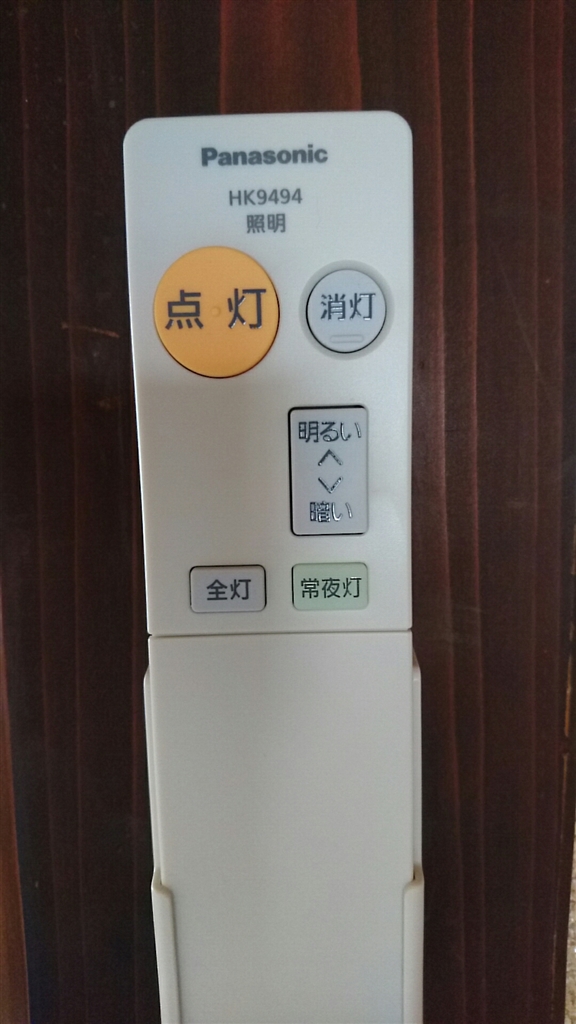 Panasonic
HK9494
照明
点灯
消灯
明るい
暗い
全灯
常夜灯